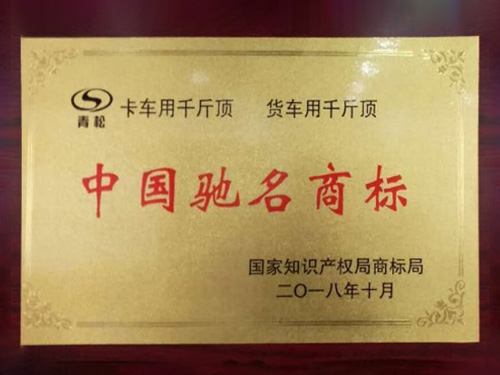 青松 卡车用千斤顶 货车用千斤顶
中国驰名商标
国家知识产权局商标局
二〇一八年十月